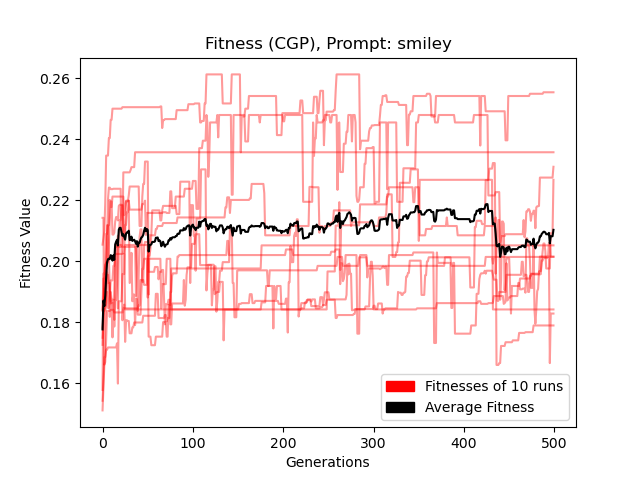 Fitness (CGP), Prompt: smiley
Fitness Value
0.26
0.24
0.22
0.20
0.18
0.16
Fitnesses of 10 runs
Average Fitness
0
100
200
300
400
500
Generations